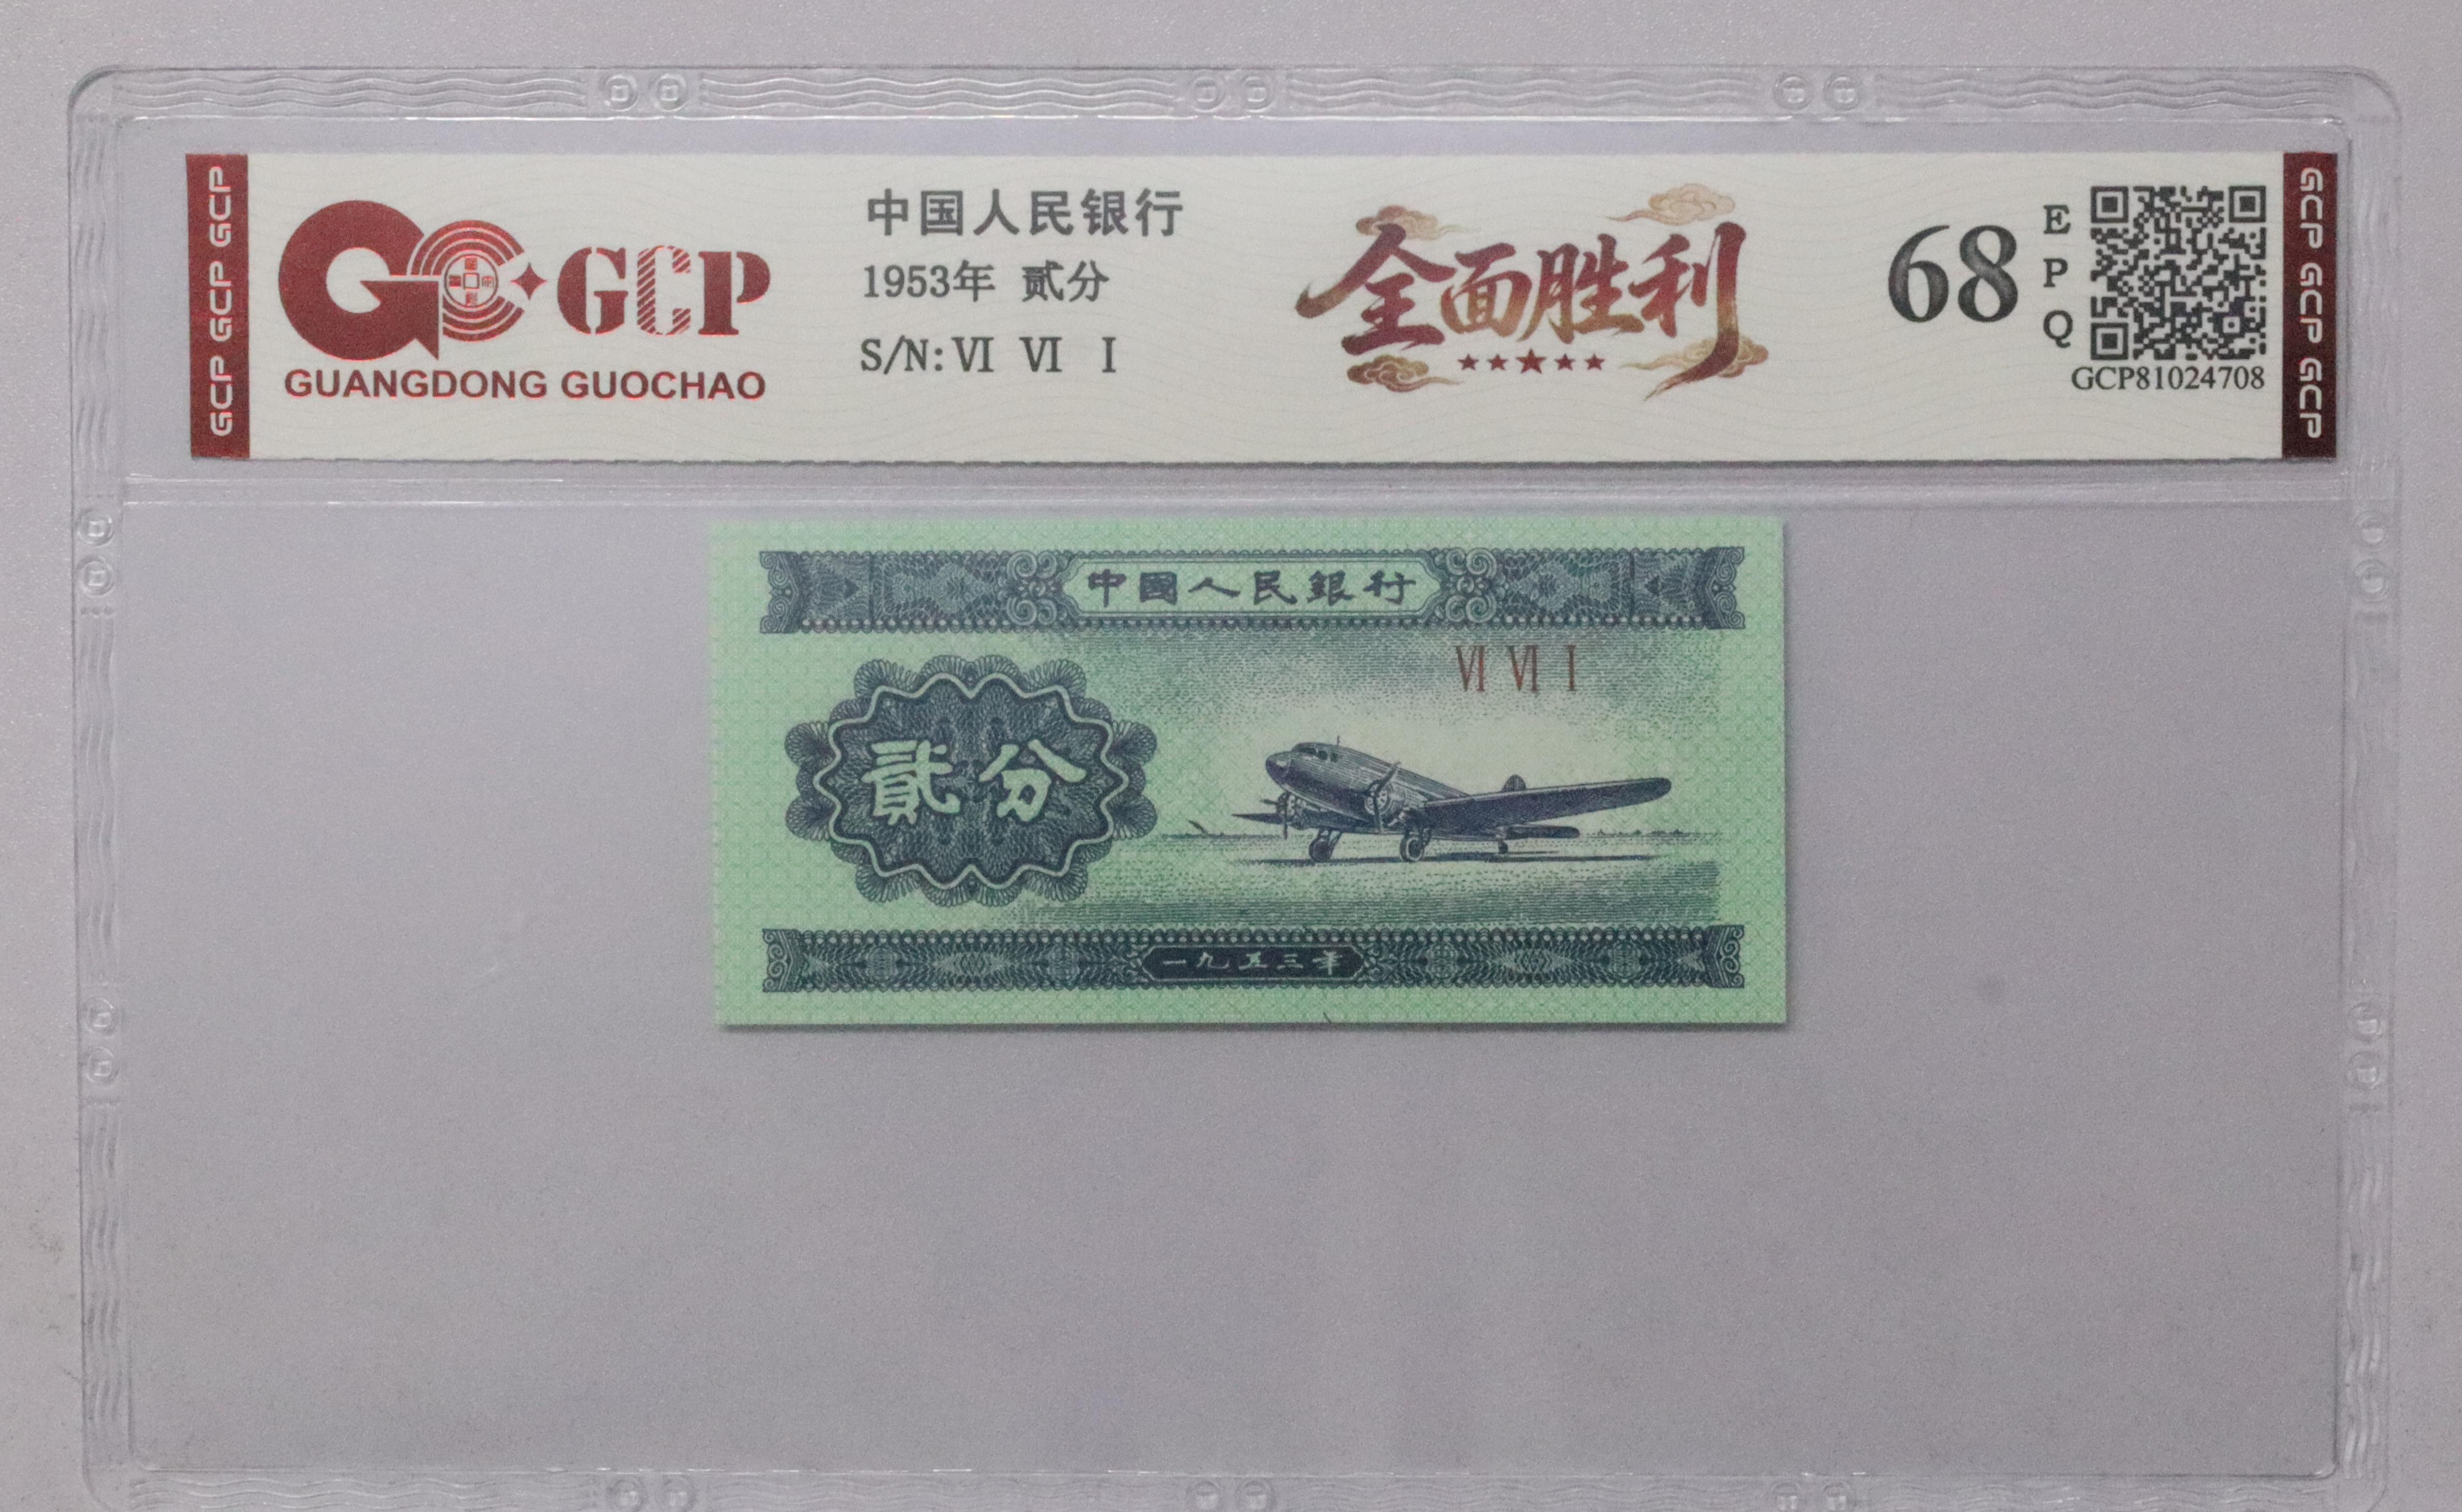 GCP GCP GCP
GCP
GUANGDONG GUOCHAO
中国人民银行
1953年 贰分
S/N: VI VI I
全面胜利
★★★★★
68
EPQ
GCP81024708
GCP GCP GCP
中國人民銀行
VI VI I
貳分
一九五三年